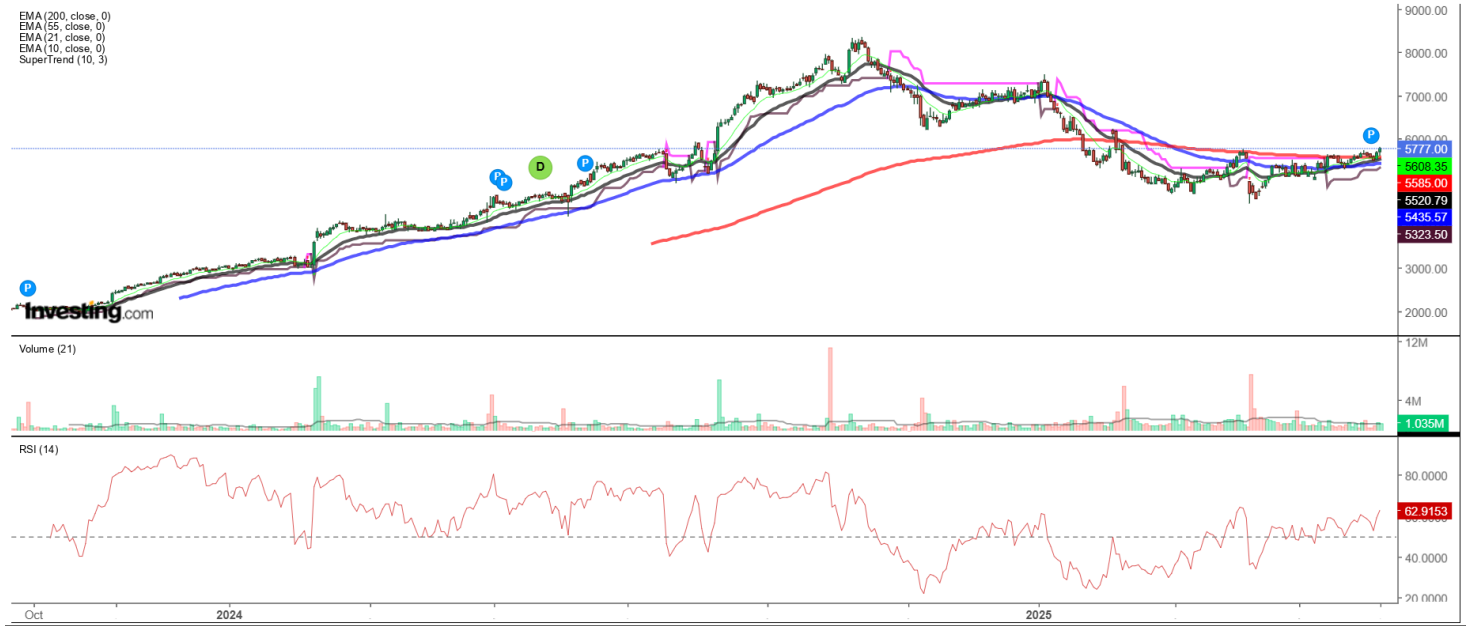 EMA (200, close, 0)
EMA (55, close, 0)
EMA (21, close, 0)
EMA (10, close, 0)
SuperTrend (10, 3)
9000.00
8000.00
7000.00
6000.00
5777.00
5608.35
5585.00
5520.79
5435.57
5323.50
3000.00
2000.00
P
P
P
D
P
P
Investing.com
Volume (21)
12M
4M
1.035M
RSI (14)
80.0000
62.9153
40.0000
20.0000
Oct
2024
2025